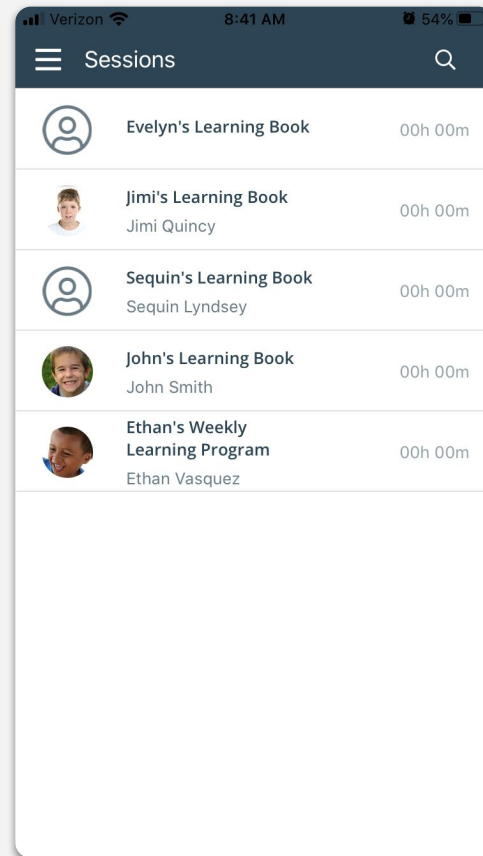 Verizon 8:41 AM 54%
Sessions
Evelyn's Learning Book 00h 00m
Jimi's Learning Book
Jimi Quincy 00h 00m
Sequin's Learning Book
Sequin Lyndsey 00h 00m
John's Learning Book
John Smith 00h 00m
Ethan's Weekly
Learning Program 00h 00m
Ethan Vasquez